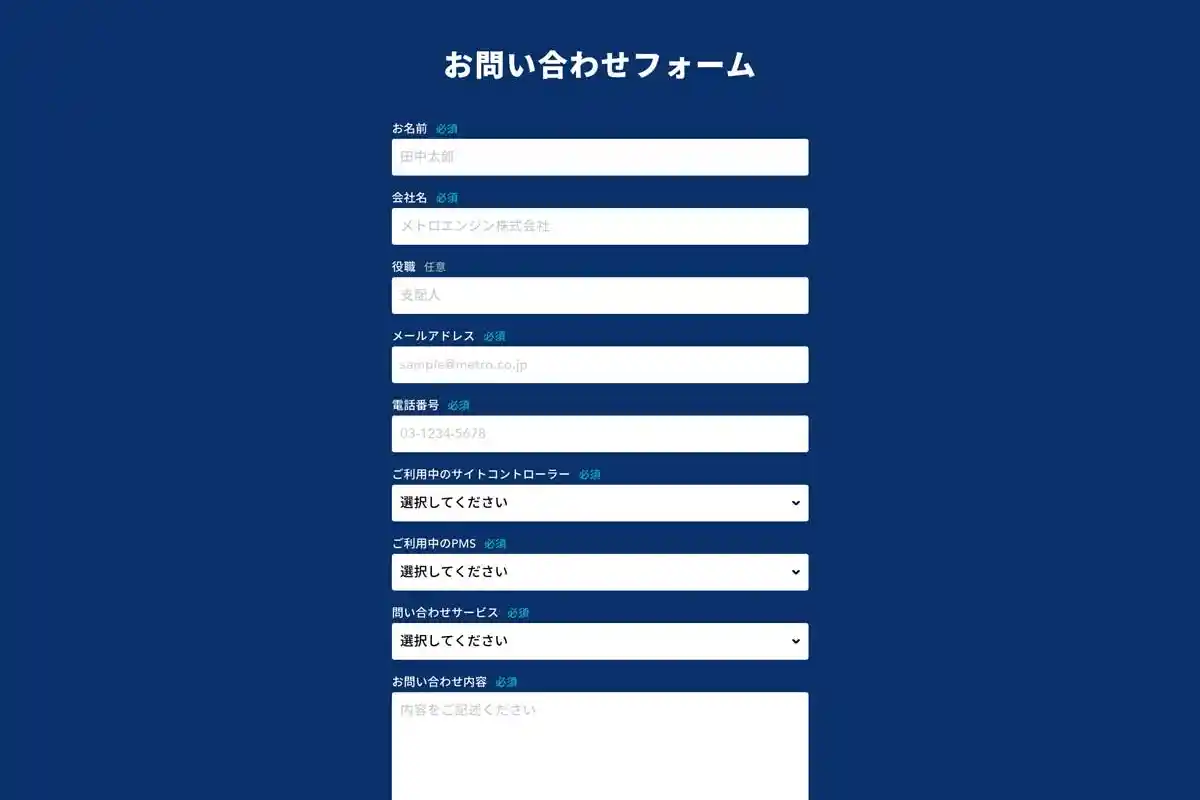 お問い合わせフォーム
お名前 必須
田中太郎
会社名 必須
メトロエンジン株式会社
役職 任意
支配人
メールアドレス 必須
sample@metro.co.jp
電話番号 必須
03-1234-5678
ご利用中のサイトコントローラー 必須
選択してください
ご利用中のPMS 必須
選択してください
問い合わせサービス 必須
選択してください
お問い合わせ内容 必須
内容をご記述ください